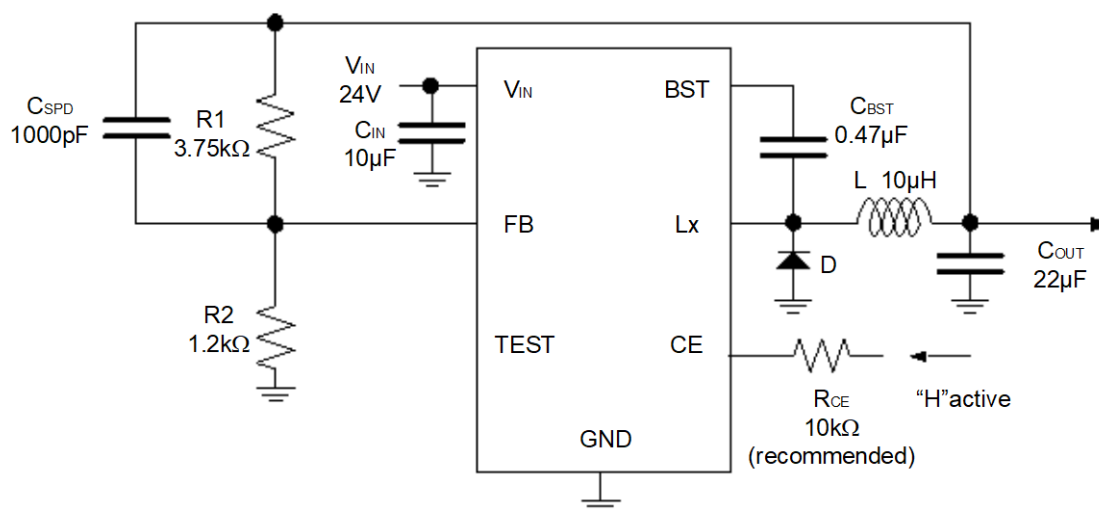 CSPD
1000pF
R1
3.75kΩ
VIN
24V
CIN
10µF
VIN
BST
CBST
0.47µF
L 10µH
FB
Lx
D
COUT
22µF
R2
1.2kΩ
TEST
CE
RCE
10kΩ
(recommended)
“H”active
GND